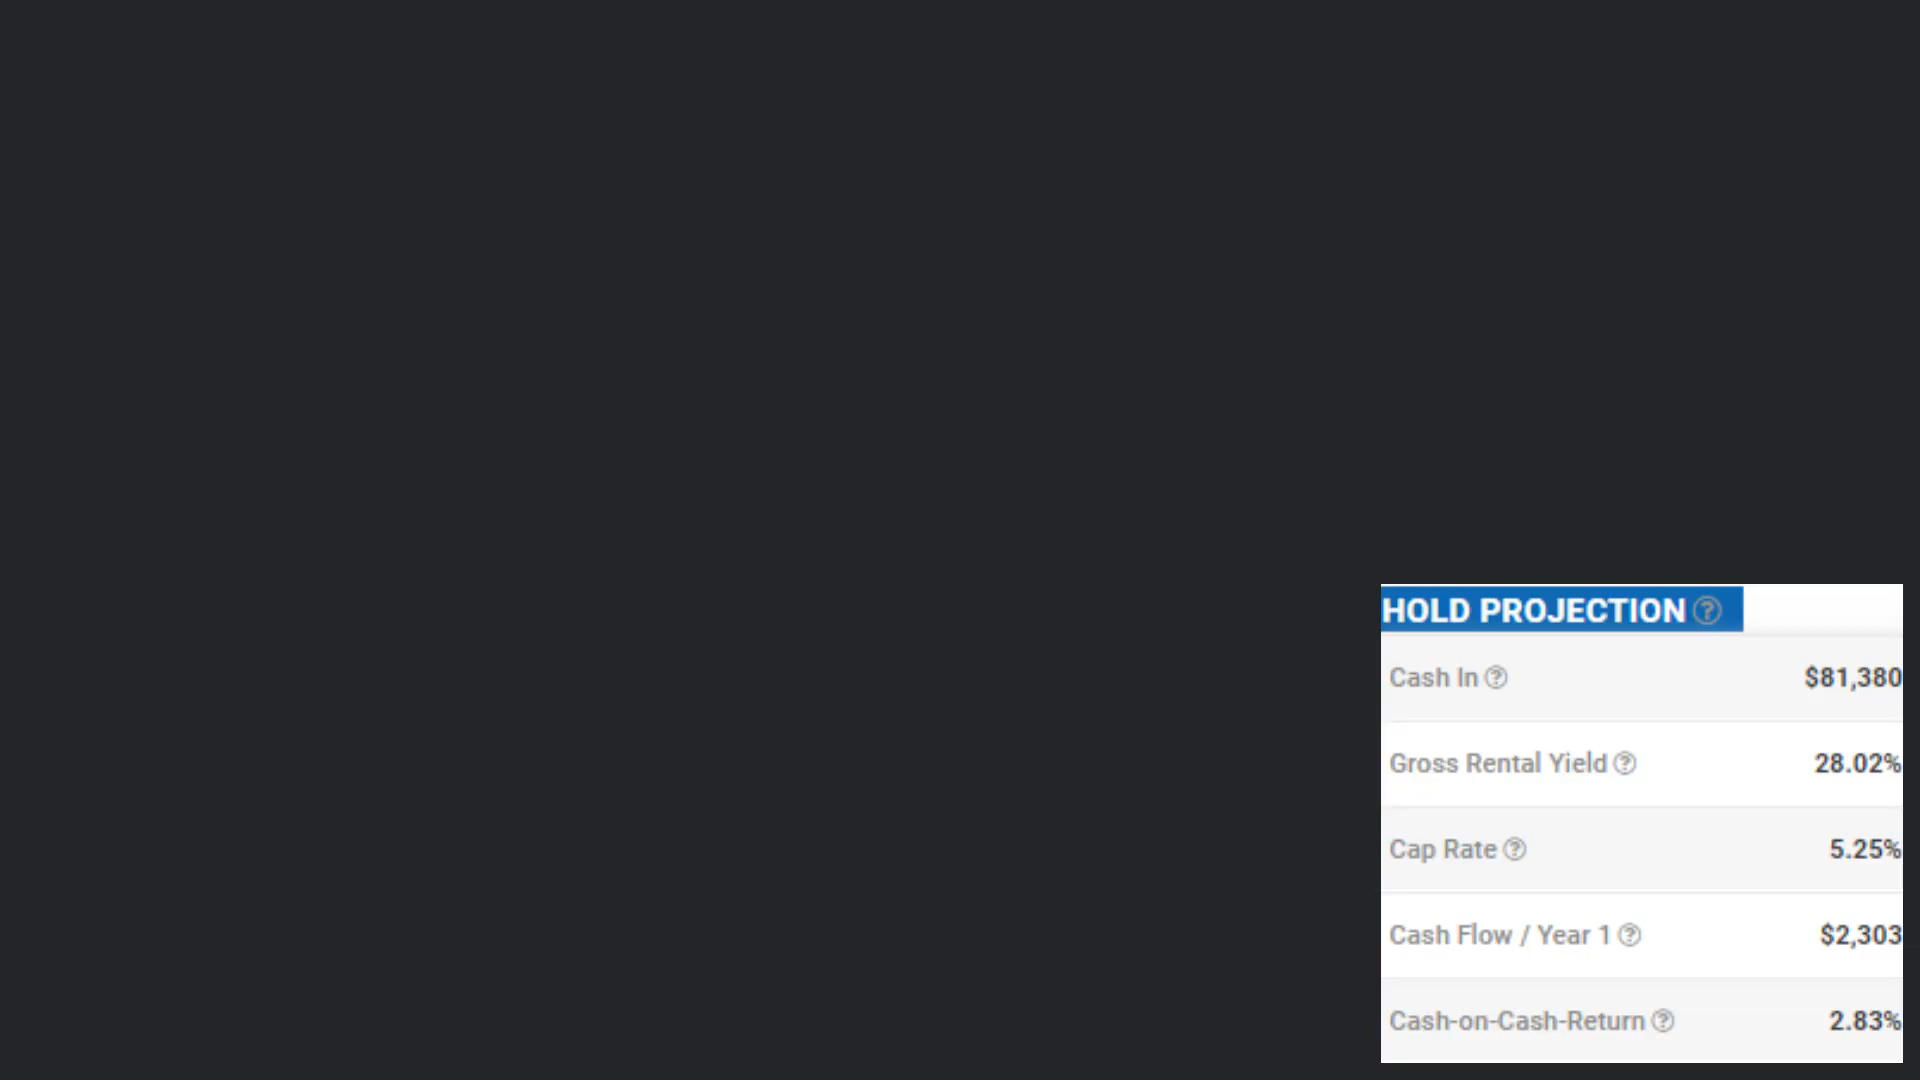 HOLD PROJECTION
Cash In $81,380
Gross Rental Yield 28.02%
Cap Rate 5.25%
Cash Flow / Year 1 $2,303
Cash-on-Cash-Return 2.83%